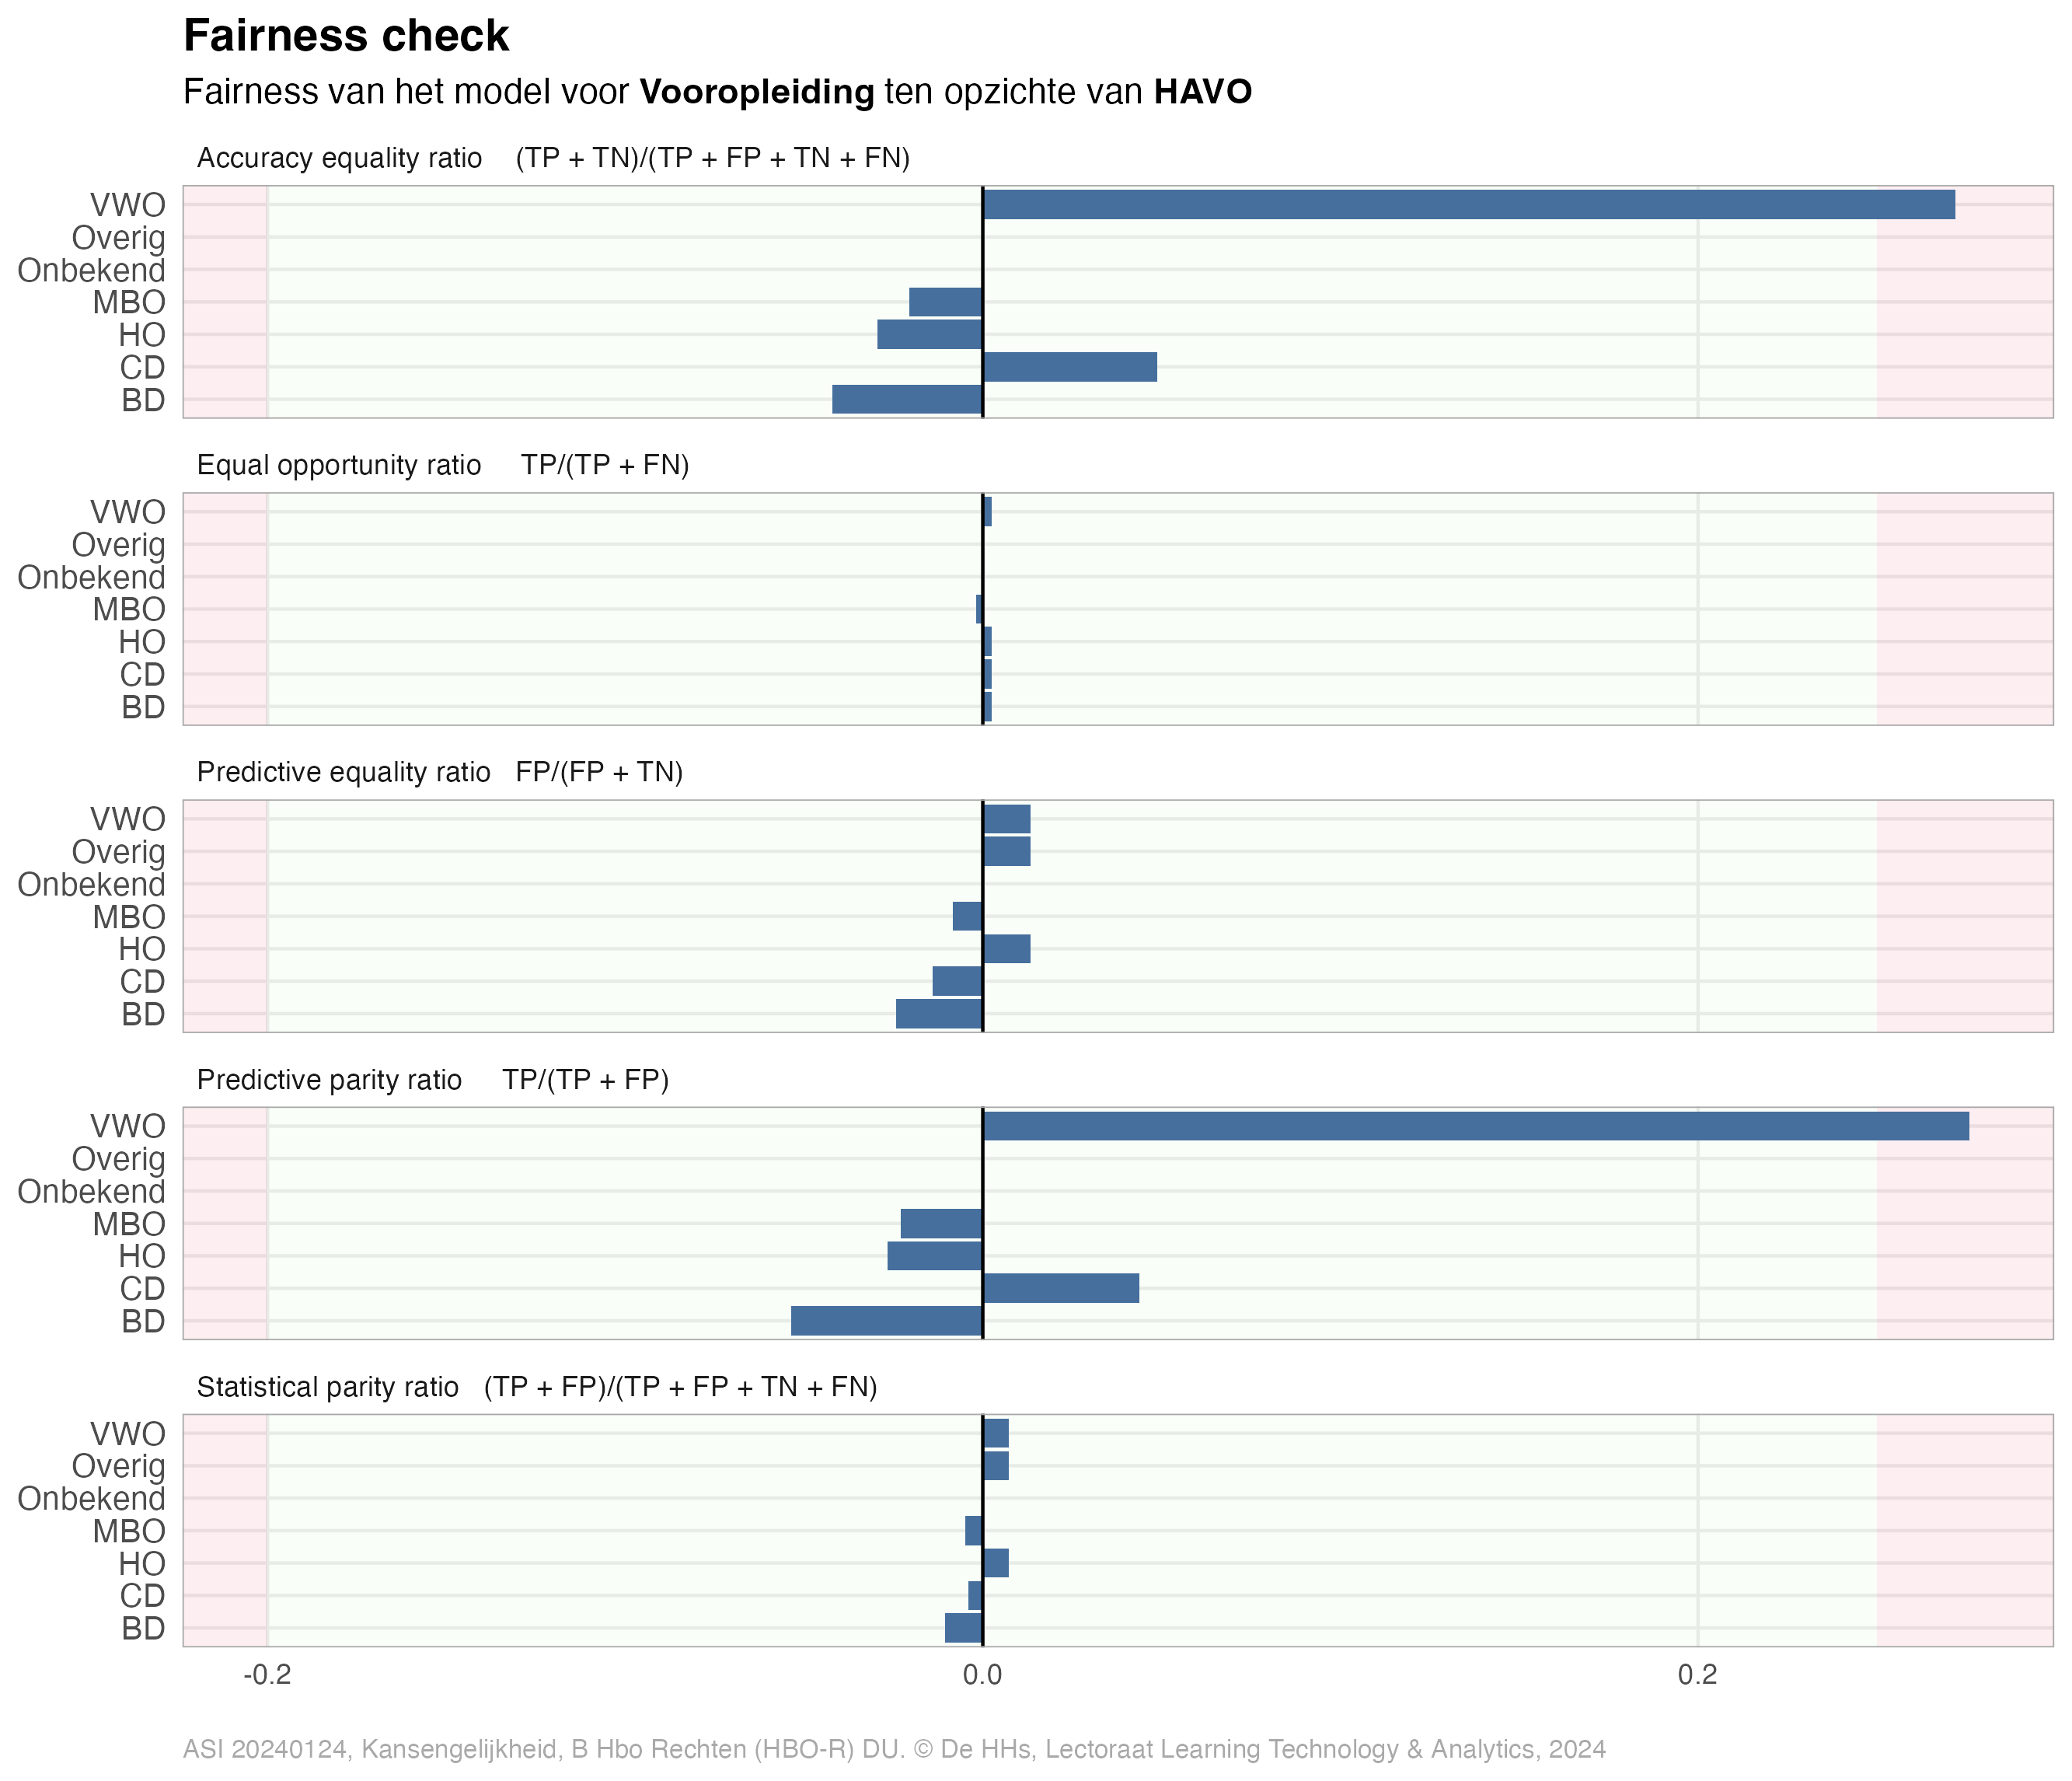 Fairness check
Fairness van het model voor Vooropleiding ten opzichte van HAVO
Accuracy equality ratio (TP + TN)/(TP + FP + TN + FN)
VWO
Overig
Onbekend
MBO
HO
CD
BD
Equal opportunity ratio TP/(TP + FN)
VWO
Overig
Onbekend
MBO
HO
CD
BD
Predictive equality ratio FP/(FP + TN)
VWO
Overig
Onbekend
MBO
HO
CD
BD
Predictive parity ratio TP/(TP + FP)
VWO
Overig
Onbekend
MBO
HO
CD
BD
Statistical parity ratio (TP + FP)/(TP + FP + TN + FN)
VWO
Overig
Onbekend
MBO
HO
CD
BD
-0.2 0.0 0.2
ASI 20240124, Kansengelijkheid, B Hbo Rechten (HBO-R) DU. © De HHs, Lectoraat Learning Technology & Analytics, 2024